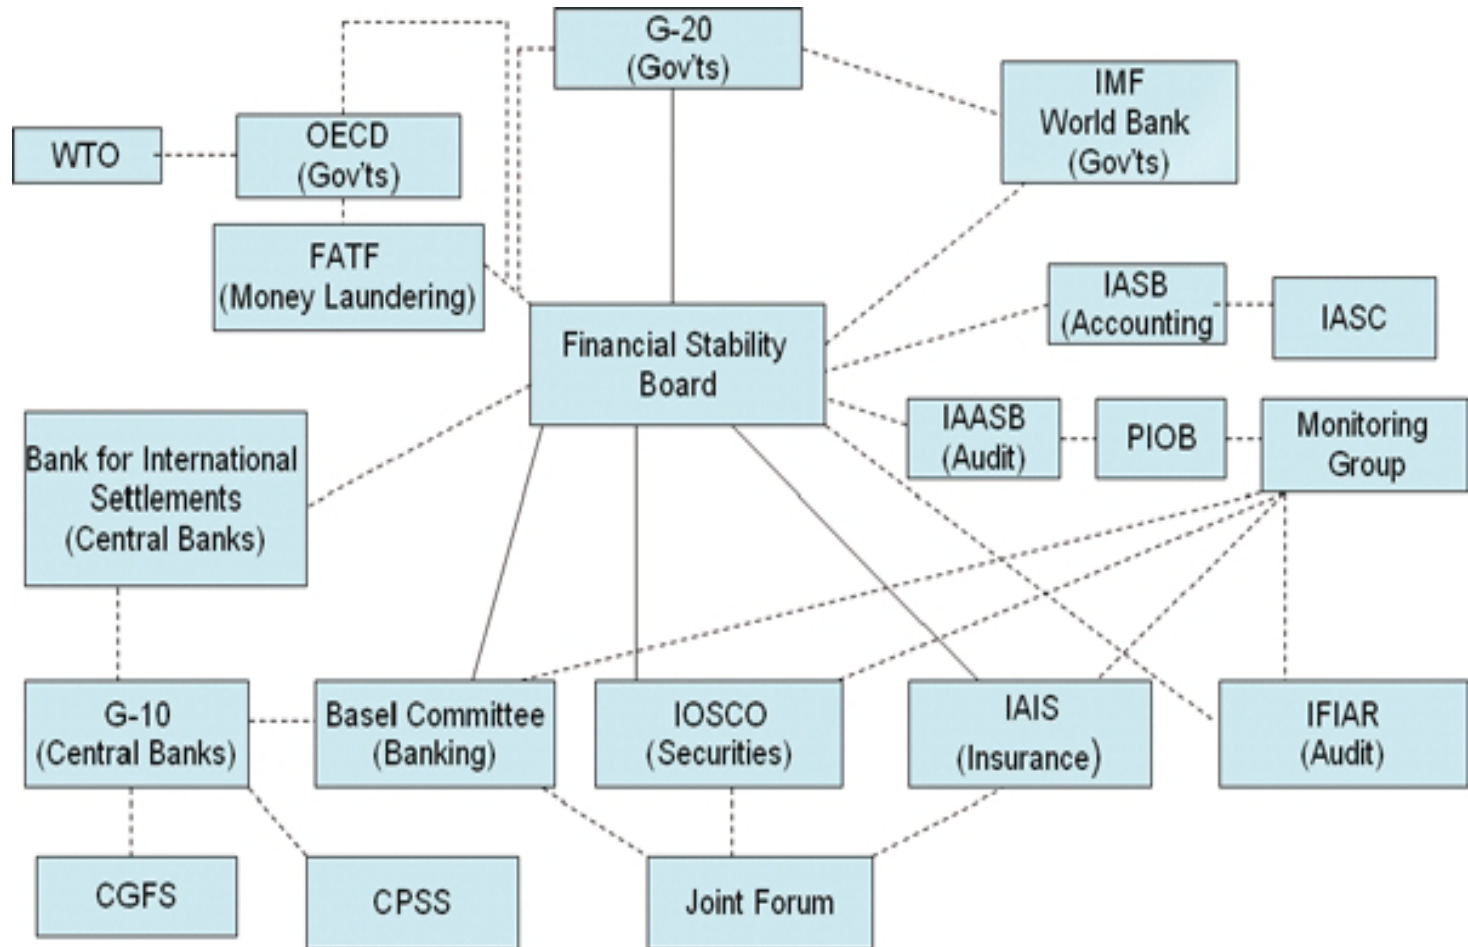 G-20
(Gov'ts)
IMF
World Bank
(Gov'ts)
WTO
OECD
(Gov'ts)
FATF
(Money Laundering)
IASB
(Accounting
IASC
Financial Stability
Board
IAASB
(Audit)
PIOB
Monitoring
Group
Bank for International
Settlements
(Central Banks)
G-10
(Central Banks)
Basel Committee
(Banking)
IOSCO
(Securities)
IAIS
(Insurance)
IFIAR
(Audit)
CGFS
CPSS
Joint Forum